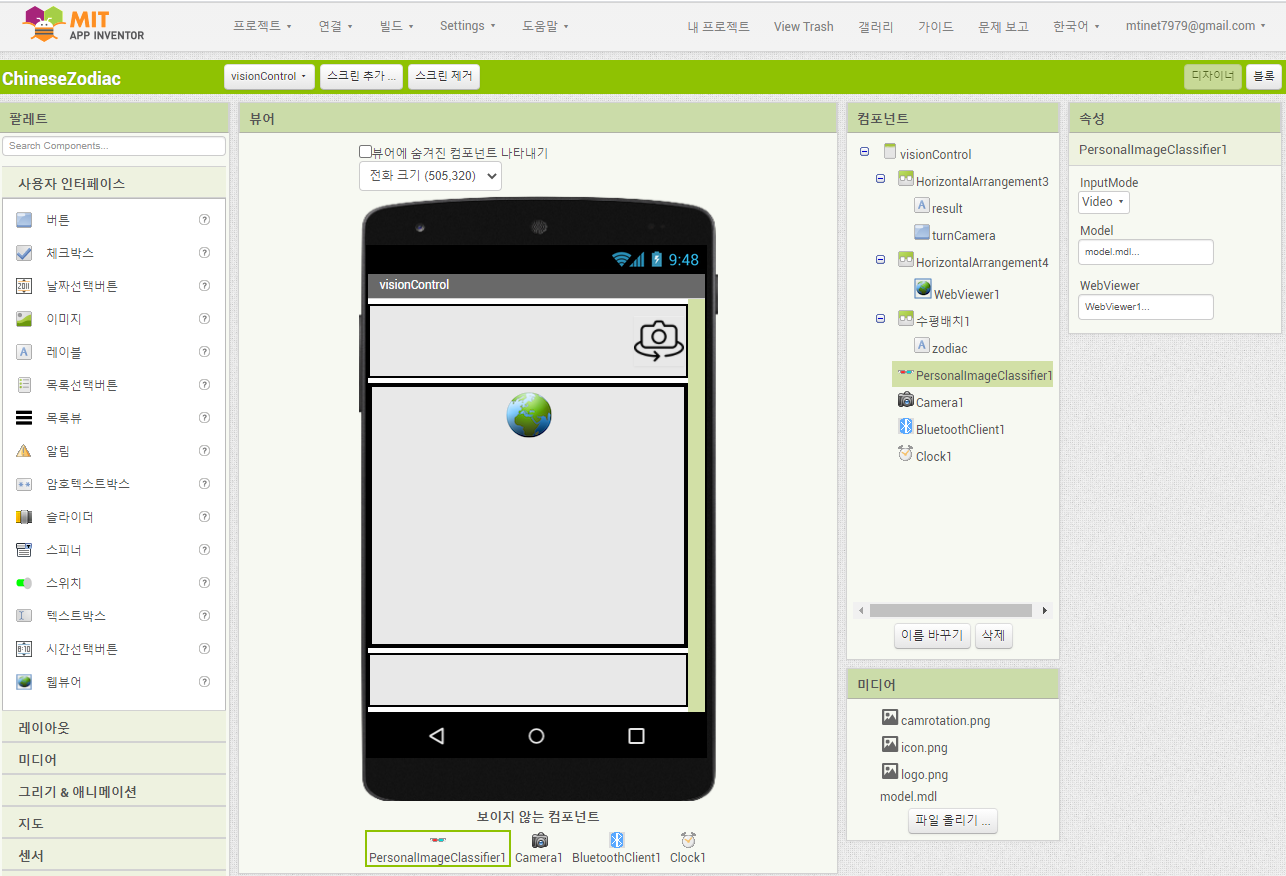 MIT
APP INVENTOR
프로젝트
연결
빌드
Settings
도움말
내 프로젝트
View Trash
갤러리
가이드
문제 보고
한국어
mtinet7979@gmail.com
ChineseZodiac
visionControl
스크린 추가 ...
스크린 제거
디자이너
블록
팔레트
Search Components...
사용자 인터페이스
버튼
체크박스
날짜선택버튼
이미지
레이블
목록선택버튼
목록뷰
알림
암호텍스트박스
슬라이더
스피너
스위치
텍스트박스
시간선택버튼
웹뷰어
레이아웃
미디어
그리기 & 애니메이션
지도
센서
뷰어
뷰어에 숨겨진 컴포넌트 나타내기
전화 크기 (505,320)
9:48
visionControl
보이지 않는 컴포넌트
PersonalImageClassifier1
Camera1
BluetoothClient1
Clock1
컴포넌트
visionControl
HorizontalArrangement3
result
turnCamera
HorizontalArrangement4
WebViewer1
수평배치1
zodiac
PersonalImageClassifier1
Camera1
BluetoothClient1
Clock1
이름 바꾸기
삭제
미디어
camrotation.png
icon.png
logo.png
model.mdl
파일 올리기 ...
속성
PersonalImageClassifier1
InputMode
Video
Model
model.mdl...
WebViewer
WebViewer1...